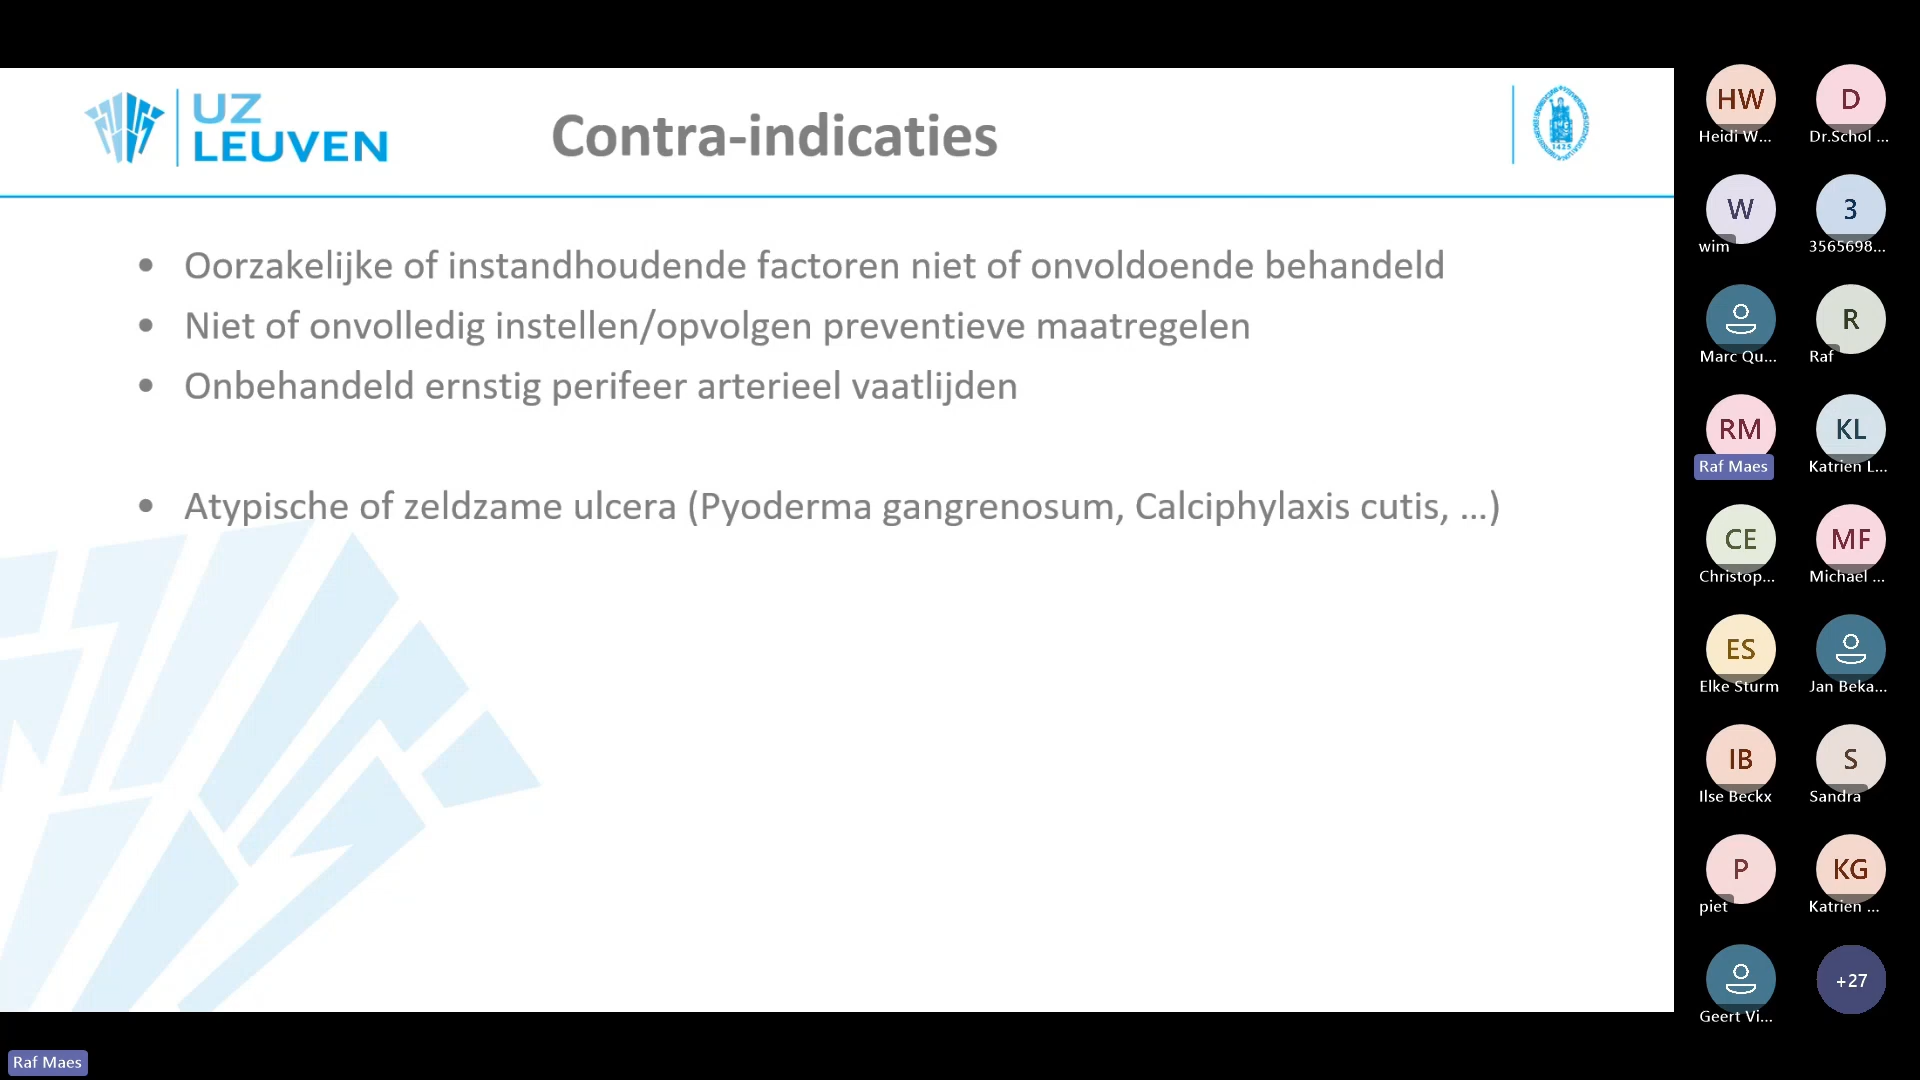 UZ
LEUVEN
Contra-indicaties
1425
• Oorzakelijke of instandhoudende factoren niet of onvoldoende behandeld
• Niet of onvolledig instellen/opvolgen preventieve maatregelen
• Onbehandeld ernstig perifeer arterieel vaatlijden
• Atypische of zeldzame ulcera (Pyoderma gangrenosum, Calciphylaxis cutis, ...)
HW
Heidi W...
D
Dr.Schol ...
W
wim
3
3565698...
Marc Qu...
R
Raf
RM
Raf Maes
KL
Katrien L...
CE
Christop...
MF
Michael ...
ES
Elke Sturm
Jan Beka...
IB
Ilse Beckx
S
Sandra
P
piet
KG
Katrien ...
Geert Vi...
+27
Raf Maes